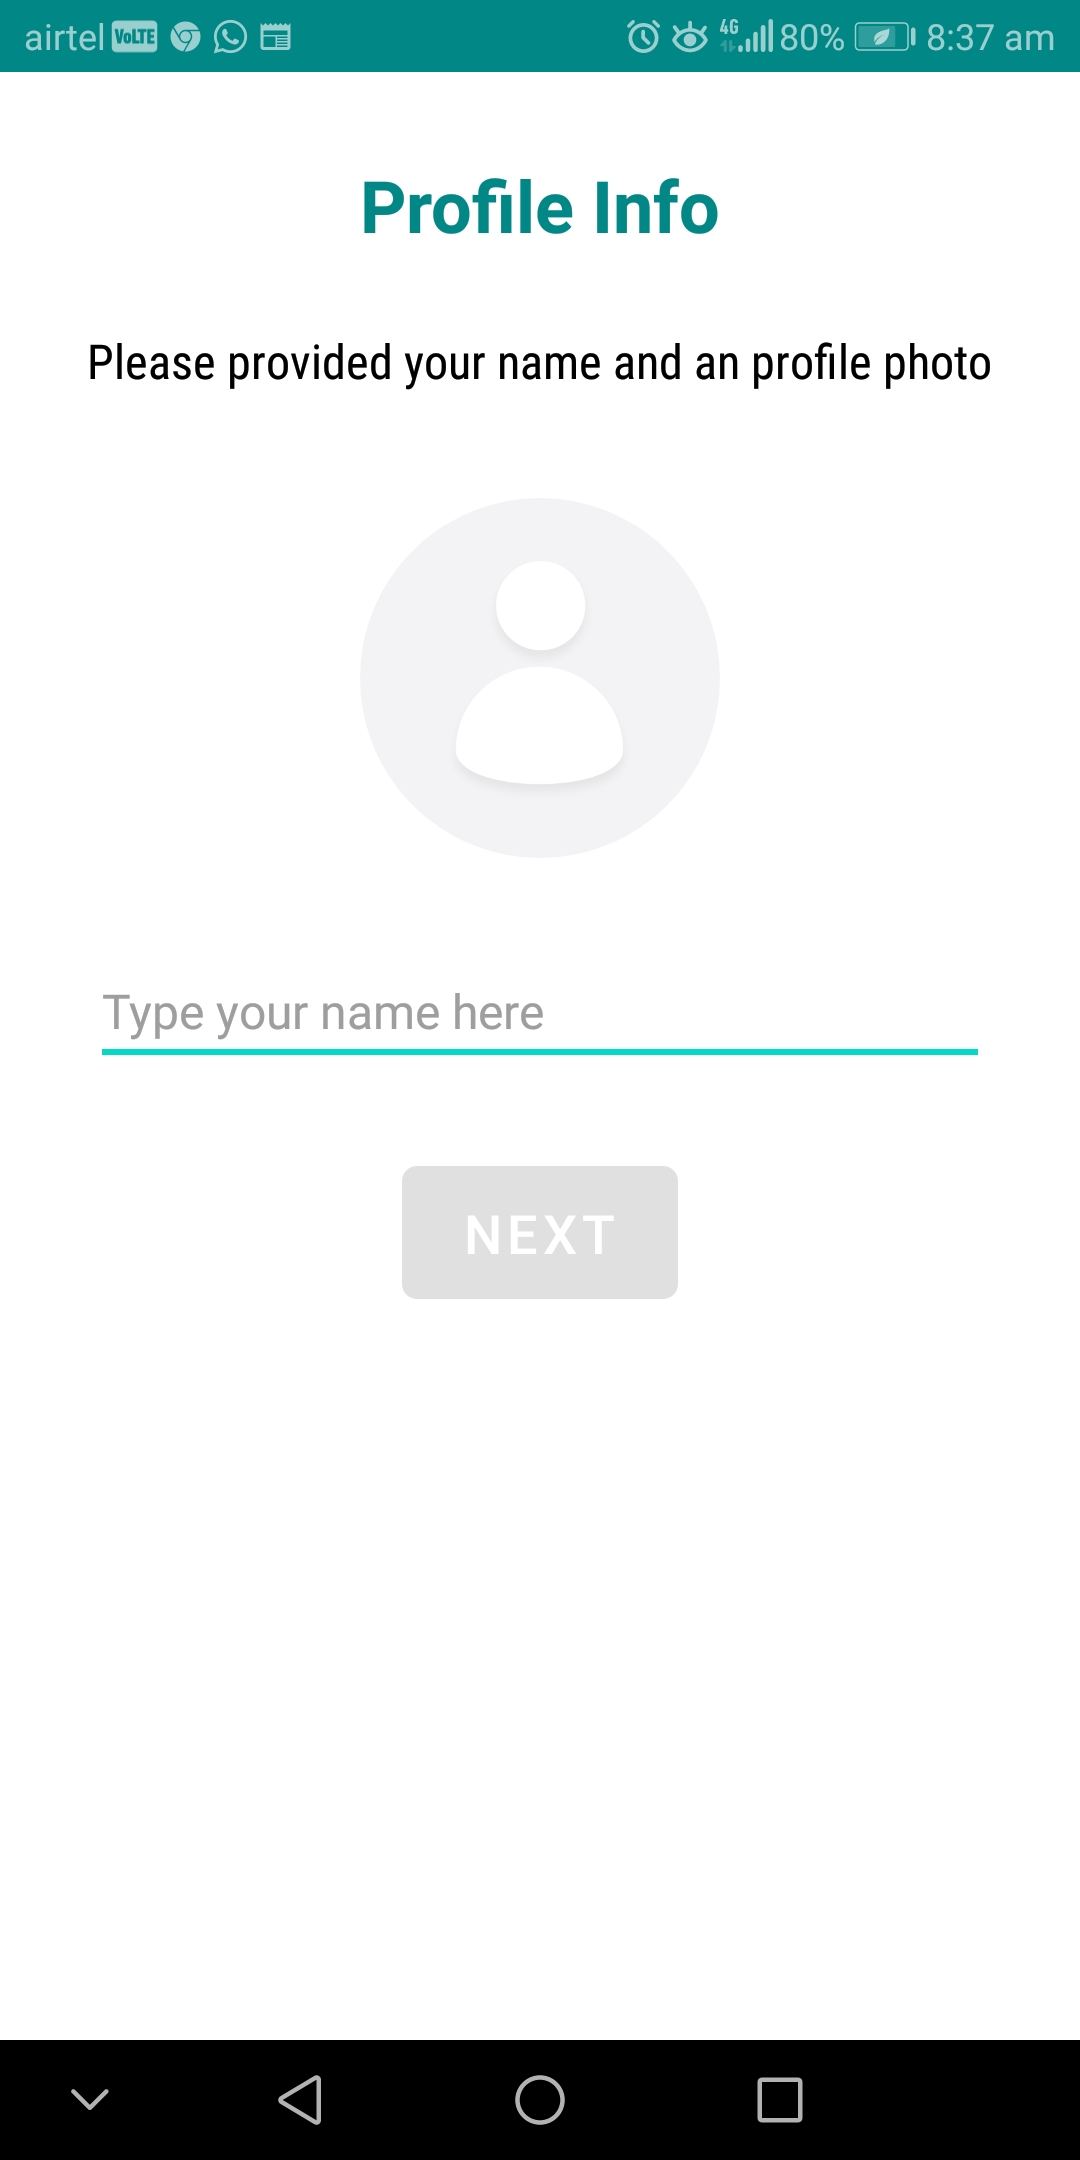 airtel VoLTE 4G 80% 8:37 am
Profile Info
Please provided your name and an profile photo
Type your name here
NEXT